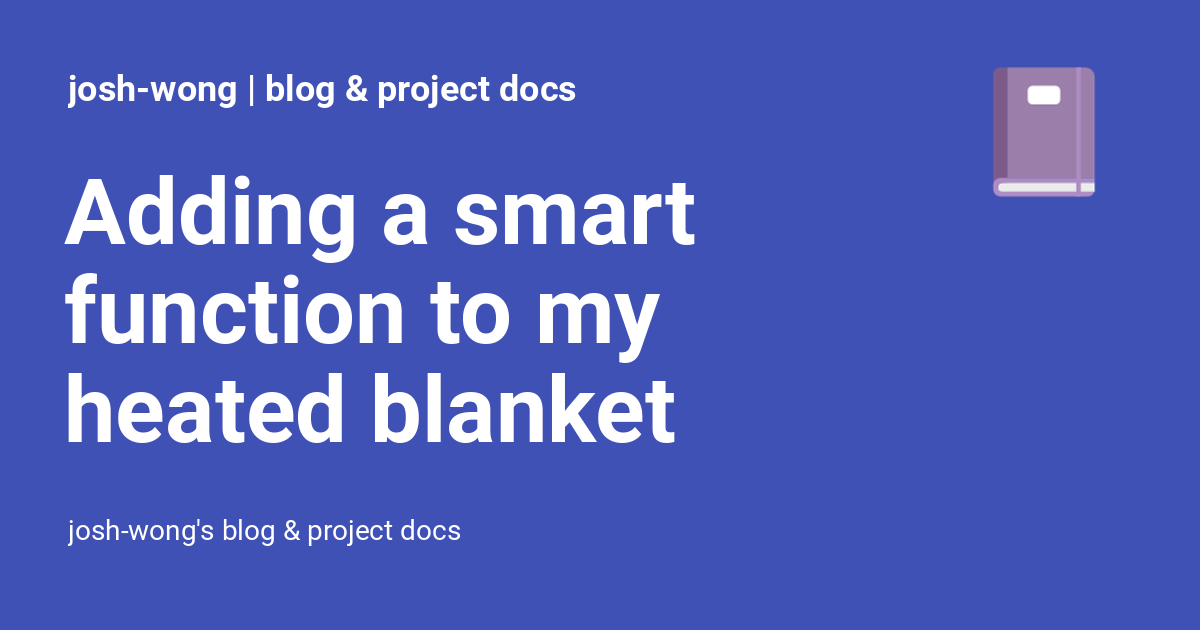 josh-wong | blog & project docs
Adding a smart
function to my
heated blanket
josh-wong's blog & project docs